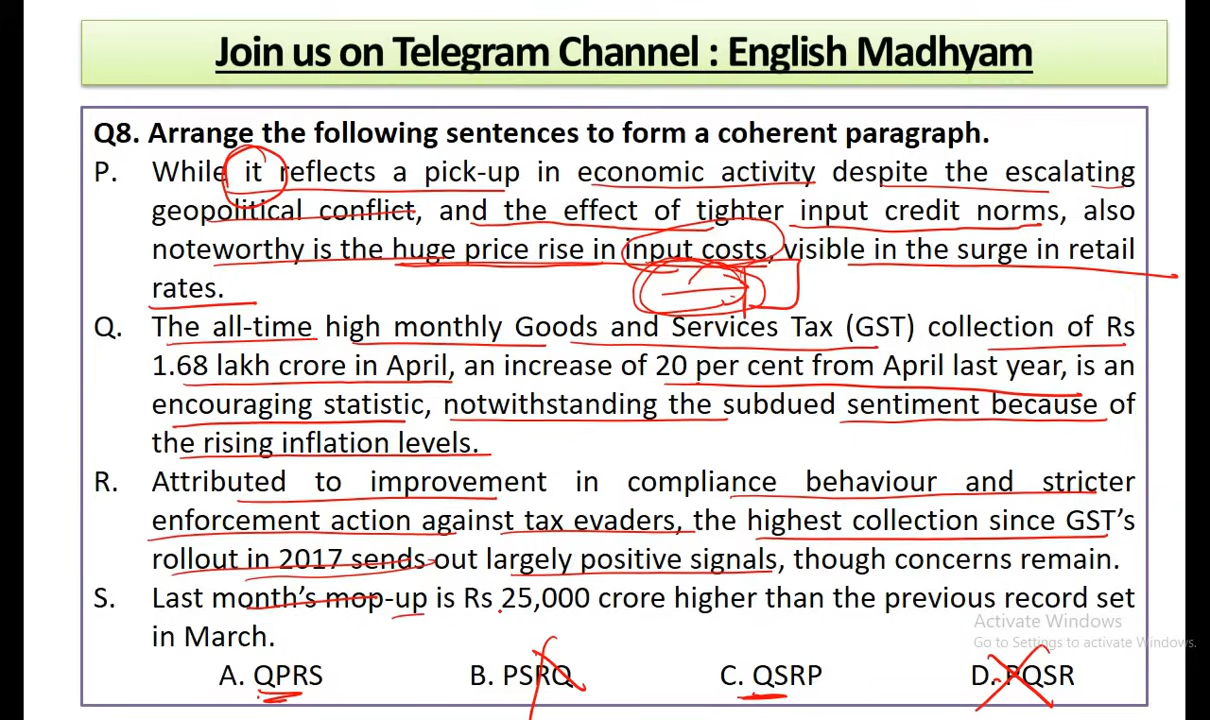 Join us on Telegram Channel : English Madhyam
Q8. Arrange the following sentences to form a coherent paragraph.
P. While it reflects a pick-up in economic activity despite the escalating
geopolitical conflict, and the effect of tighter input credit norms, also
noteworthy is the huge price rise in input costs, visible in the surge in retail
rates.
Q. The all-time high monthly Goods and Services Tax (GST) collection of Rs
1.68 lakh crore in April, an increase of 20 per cent from April last year, is an
encouraging statistic, notwithstanding the subdued sentiment because of
the rising inflation levels.
R. Attributed to improvement in compliance behaviour and stricter
enforcement action against tax evaders, the highest collection since GST's
rollout in 2017 sends out largely positive signals, though concerns remain.
S. Last month's mop-up is Rs 25,000 crore higher than the previous record set
in March.
Activate Windows
Go to Settings to activate Windows.
A. QPRS B. PSRQ C. QSRP D. PQSR